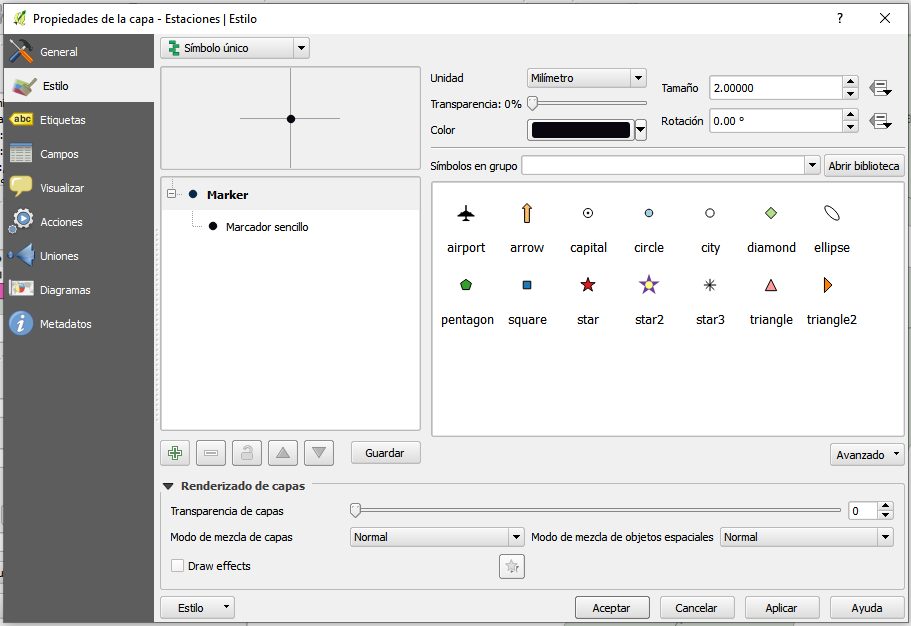 Propiedades de la capa - Estaciones | Estilo
?
General
Estilo
abc Etiquetas
Campos
Visualizar
Acciones
Uniones
Diagramas
Metadatos
Símbolo único
Marker
Marcador sencillo
Guardar
Unidad Milímetro
Transparencia: 0%
Color
Tamaño 2.00000
Rotación 0.00 °
Símbolos en grupo Abrir biblioteca
airport arrow capital circle city diamond ellipse
pentagon square star star2 star3 triangle triangle2
Avanzado
Renderizado de capas
Transparencia de capas 0
Modo de mezcla de capas Normal Modo de mezcla de objetos espaciales Normal
Draw effects
Estilo Aceptar Cancelar Aplicar Ayuda